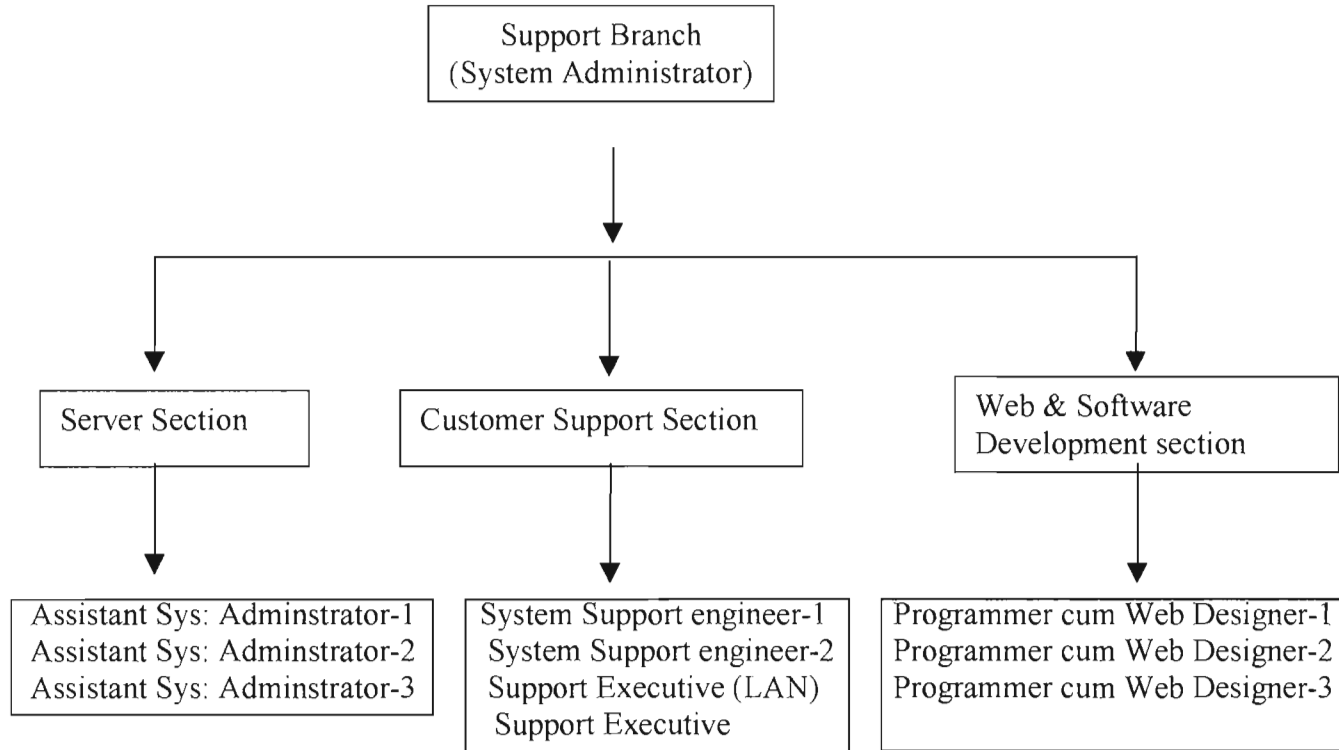 Support Branch
(System Administrator)
Server Section
Customer Support Section
Web & Software
Development section
Assistant Sys: Adminstrator-1
Assistant Sys: Adminstrator-2
Assistant Sys: Adminstrator-3
System Support engineer-1
System Support engineer-2
Support Executive (LAN)
Support Executive
Programmer cum Web Designer-1
Programmer cum Web Designer-2
Programmer cum Web Designer-3